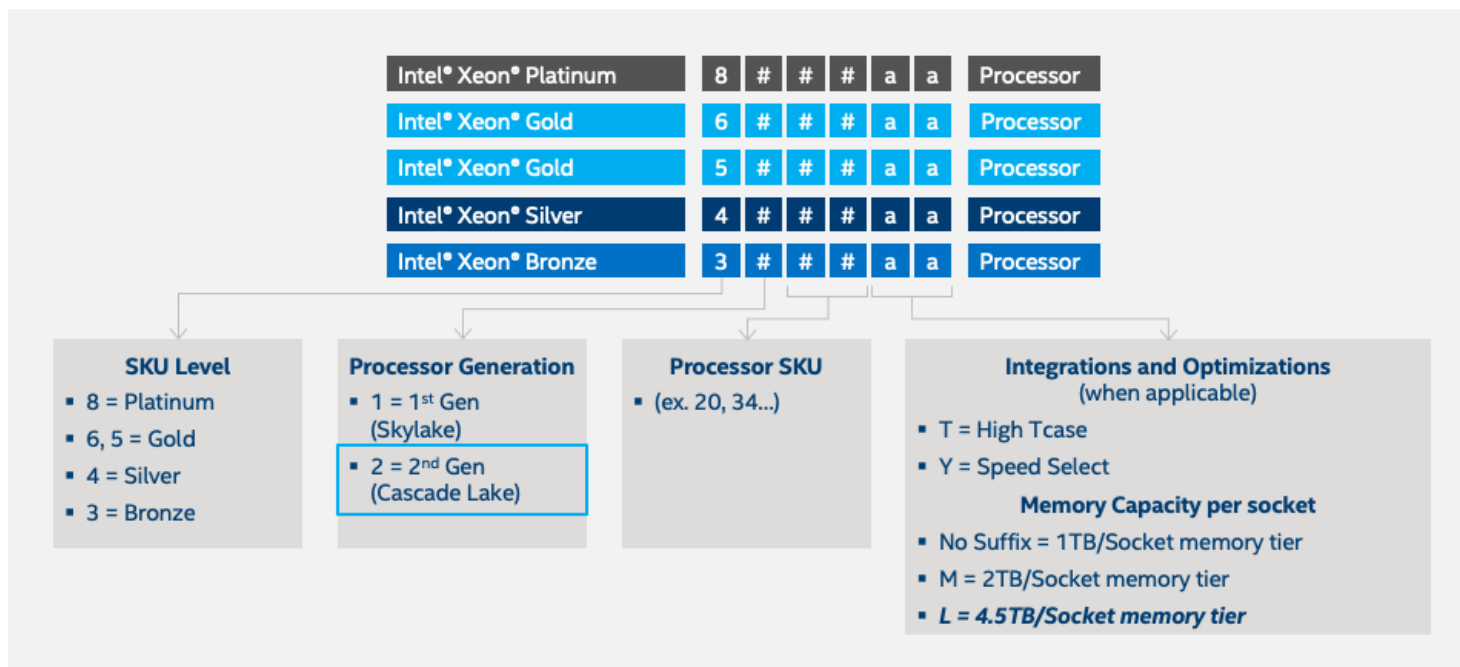 Intel® Xeon® Platinum 8 # # # a a Processor
Intel® Xeon® Gold 6 # # # a a Processor
Intel® Xeon® Gold 5 # # # a a Processor
Intel® Xeon® Silver 4 # # # a a Processor
Intel® Xeon® Bronze 3 # # # a a Processor
SKU Level
▪ 8 = Platinum
▪ 6, 5 = Gold
▪ 4 = Silver
▪ 3 = Bronze
Processor Generation
▪ 1 = 1st Gen
(Skylake)
▪ 2 = 2nd Gen
(Cascade Lake)
Processor SKU
▪ (ex. 20, 34...)
Integrations and Optimizations
(when applicable)
▪ T = High Tcase
▪ Y = Speed Select
Memory Capacity per socket
▪ No Suffix = 1TB/Socket memory tier
▪ M = 2TB/Socket memory tier
▪ L = 4.5TB/Socket memory tier